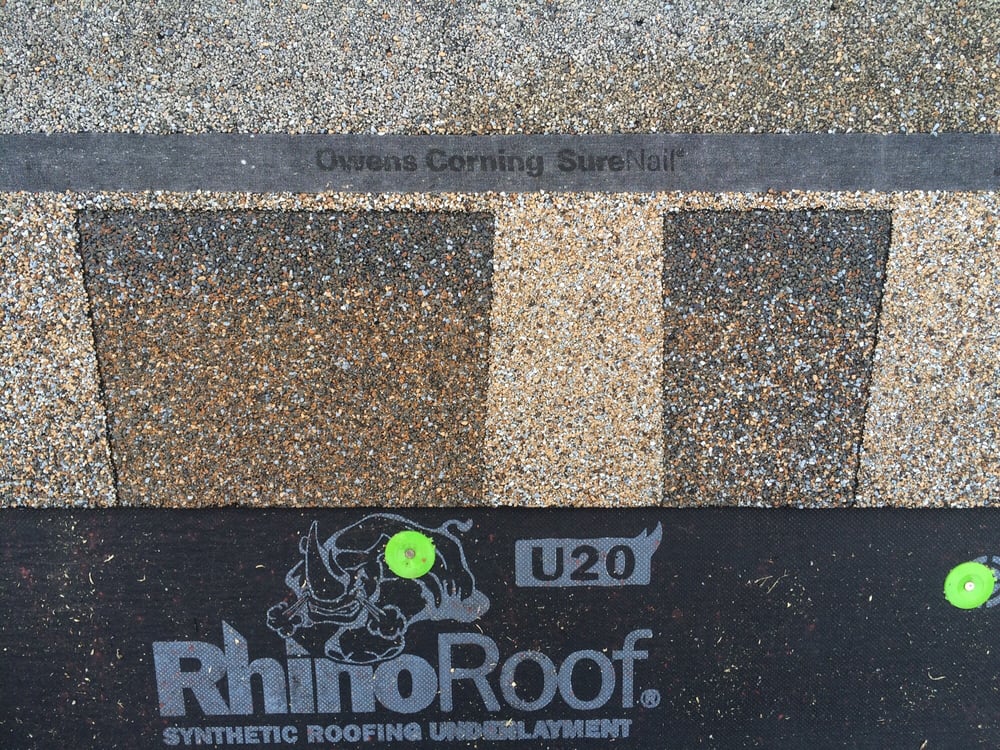 Owens Corning SureNail®
U20
RhinoRoof®
SYNTHETIC ROOFING UNDERLAYMENT